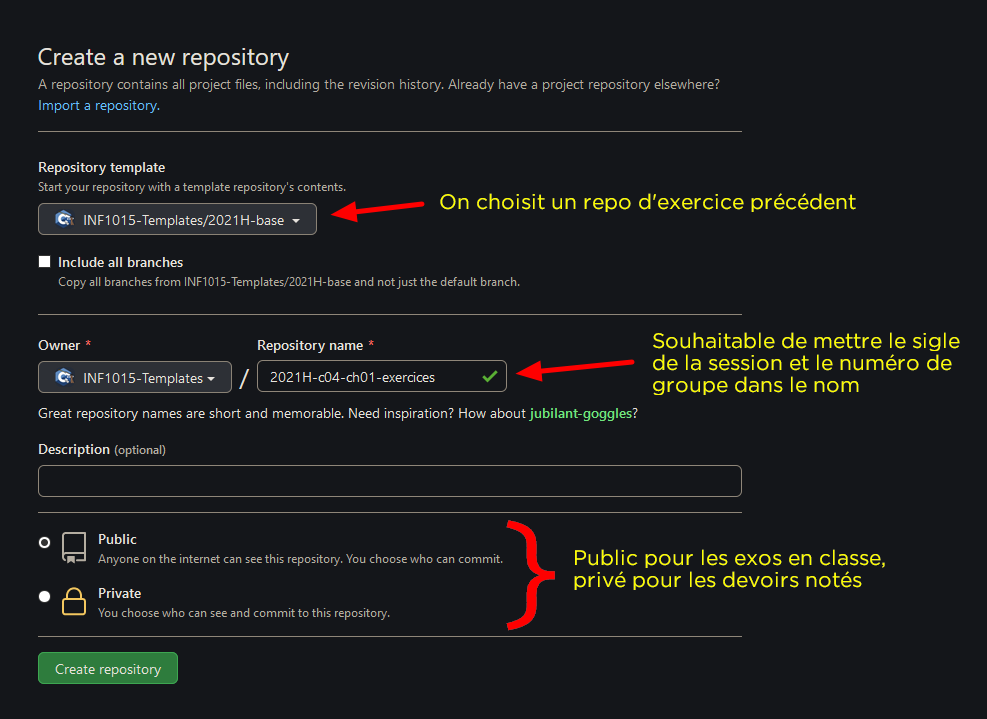 Create a new repository
A repository contains all project files, including the revision history. Already have a project repository elsewhere?
Import a repository.
Repository template
Start your repository with a template repository's contents.
INF1015-Templates/2021H-base
On choisit un repo d'exercice précédent
Include all branches
Copy all branches from INF1015-Templates/2021H-base and not just the default branch.
Owner *
Repository name *
INF1015-Templates
/
2021H-c04-ch01-exercices
Souhaitable de mettre le sigle
de la session et le numéro de
groupe dans le nom
Great repository names are short and memorable. Need inspiration? How about jubilant-goggles?
Description (optional)
Public
Anyone on the internet can see this repository. You choose who can commit.
Private
You choose who can see and commit to this repository.
Public pour les exos en classe,
privé pour les devoirs notés
Create repository